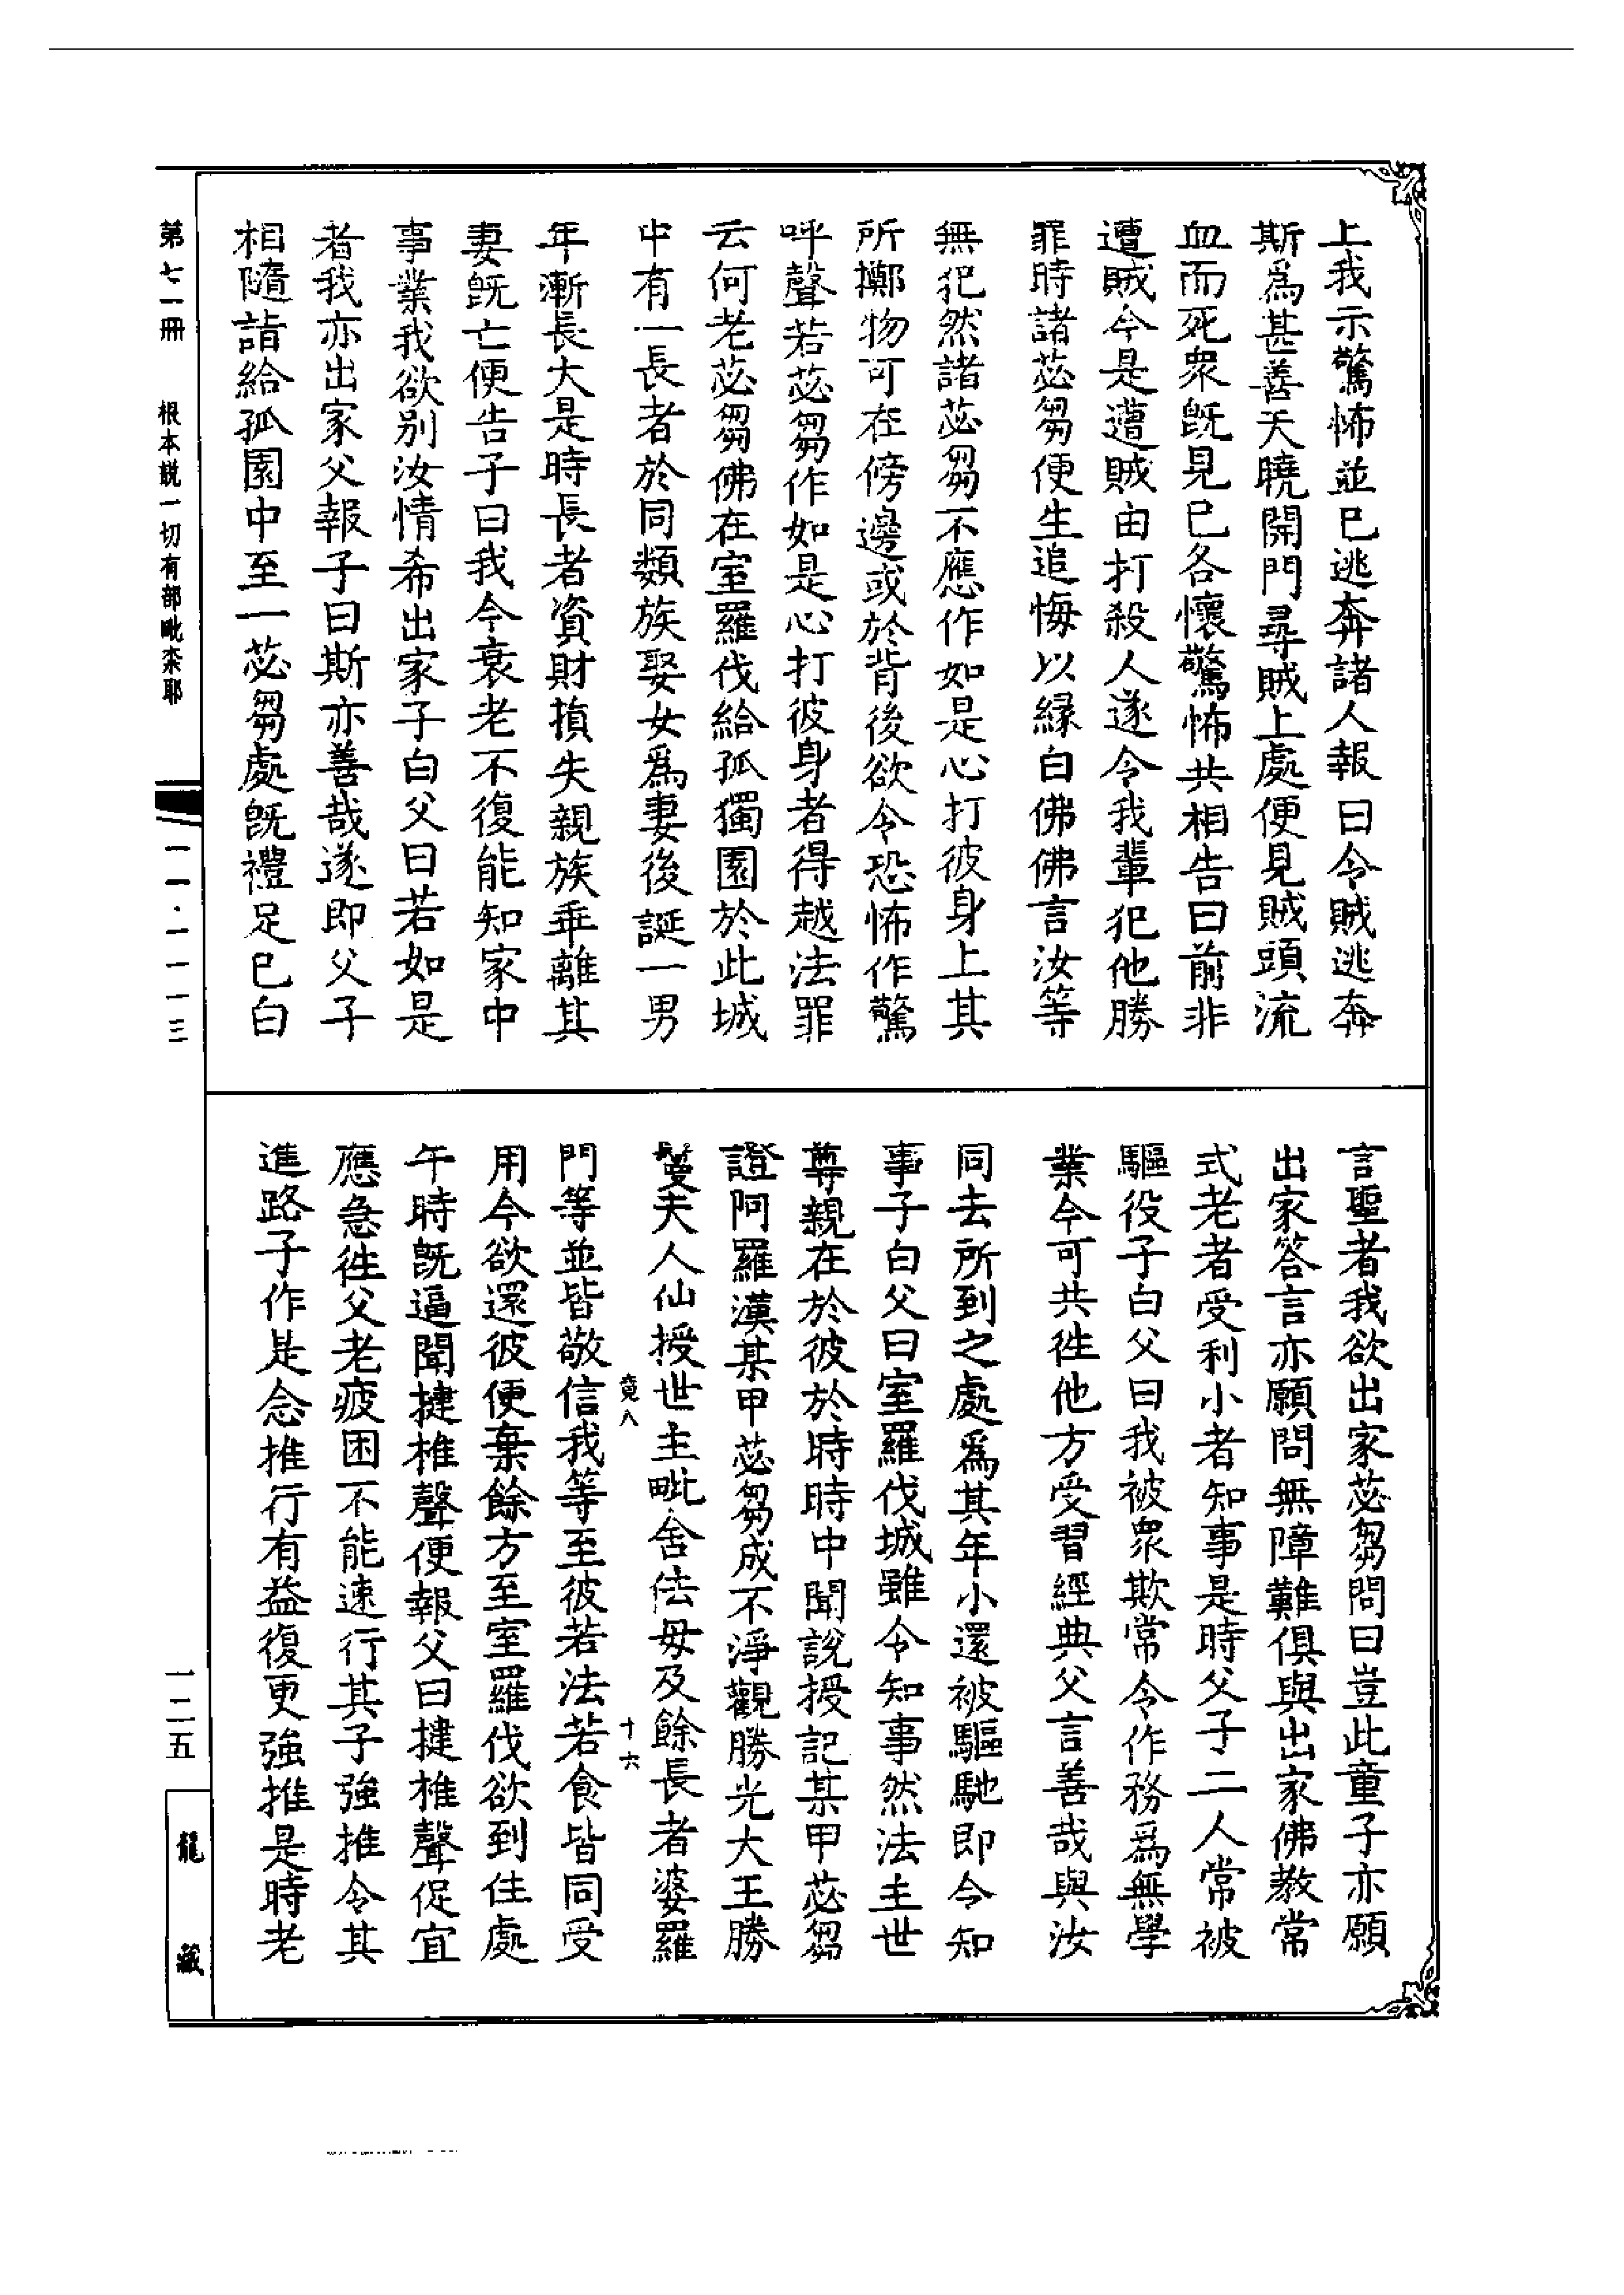 上我示驚怖並已逃奔諸人報曰令賊逃奔
斯爲甚善天曉開門尋賊上處便見賊頭流
血而死衆旣見已各懷驚怖共相告曰前非
遭賊今是遭賊由打殺人遂令我輩犯他勝
罪時諸苾芻便生追悔以緣白佛佛言汝等
無犯然諸苾芻不應作如是心打彼身上其
所擲物可在傍邊或於背後欲令恐怖作驚
呼聲若苾芻作如是心打彼身者得越法罪
云何老苾芻佛在室羅伐給孤獨園於此城
中有一長者於同類族娶女爲妻後誕一男
年漸長大是時長者資財損失親族乖離其
妻旣亡便告子曰我今衰老不復能知家中
事業我欲別汝情希出家子白父曰若如是
者我亦出家父報子曰斯亦善哉遂即父子
相隨詣給孤園中至一苾芻處旣禮足已白
言聖者我欲出家苾芻問曰豈此童子亦願
出家答言亦願問無障難俱與出家佛教常
式老者受利小者知事是時父子二人常被
驅役子白父曰我被衆欺常令作務爲無學
業今可共徃他方受習經典父言善哉與汝
同去所到之處爲其年小還被驅馳即令知
事子白父曰室羅伐城雖令知事然法主世
尊親在於彼於時時中聞說授記某甲苾芻
證阿羅漢某甲苾芻成不淨觀勝光大王勝
鬘夫人仙授世主毗舍佉母及餘長者婆羅
門等並皆敬信我等至彼若法若食皆同受
用今欲還彼便棄餘方至室羅伐欲到住處
午時旣逼聞揵椎聲便報父曰揵椎聲促宜
應急徃父老疲困不能速行其子強推令其
進路子作是念推行有益復更強推是時老
竟八
十六
第七一冊
根本説一切有部毗柰耶
一一·一一一三
一二五
龍藏